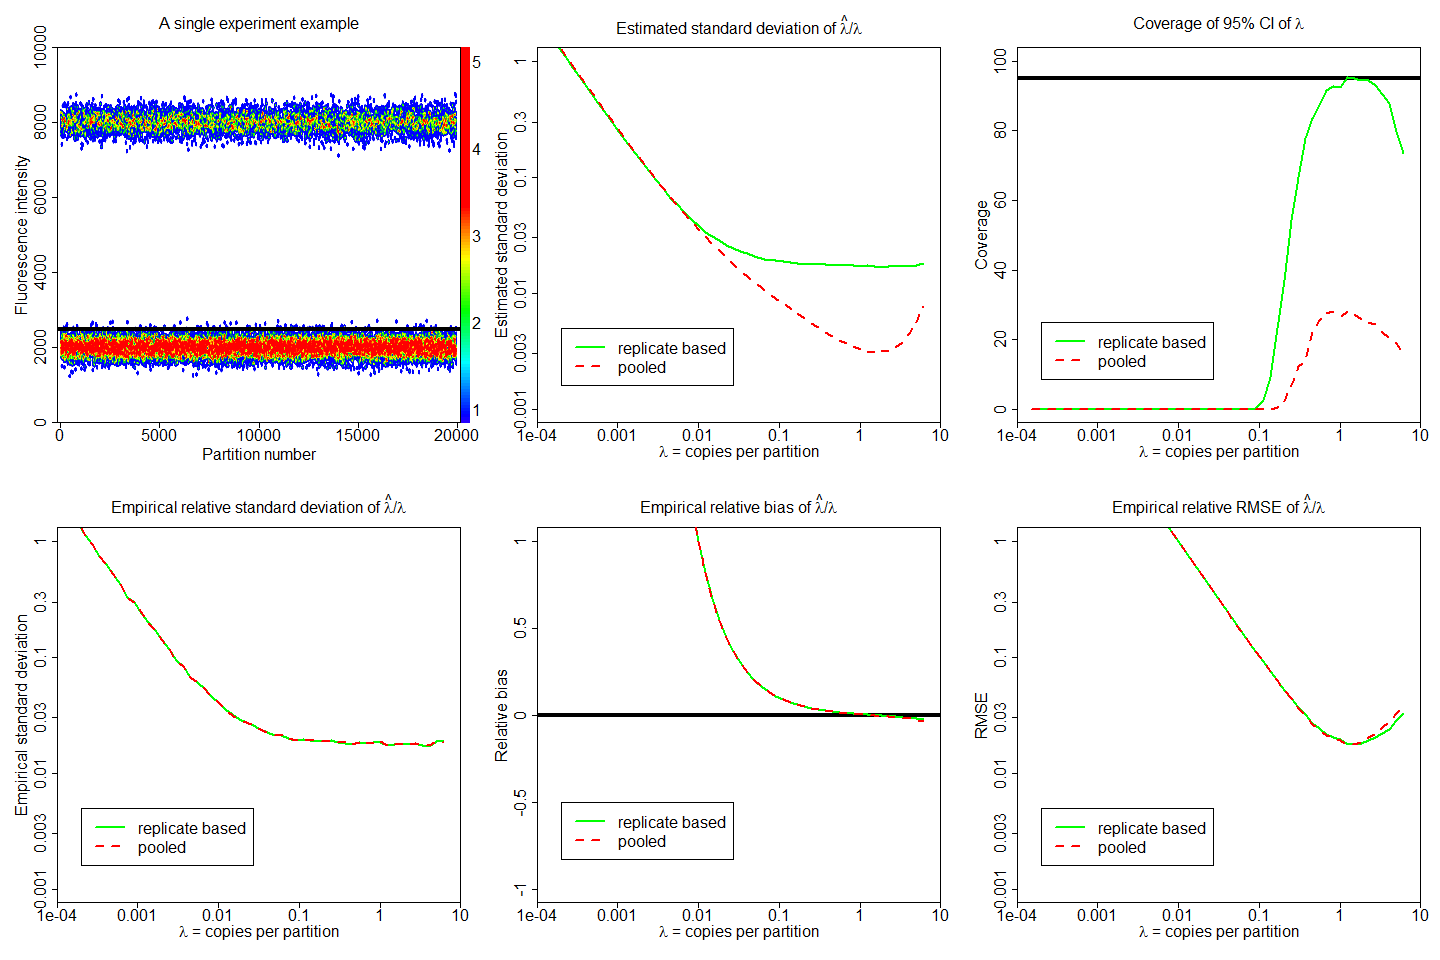 A single experiment example
Fluorescence intensity
0
2000
4000
6000
8000
10000
1
2
3
4
5
0
5000
10000
15000
20000
Partition number
Estimated standard deviation of λ̂/λ
Estimated standard deviation
1
0.3
0.1
0.03
0.01
0.003
0.001
replicate based
pooled
1e-04
0.001
0.01
0.1
1
10
λ = copies per partition
Coverage of 95% CI of λ
Coverage
100
80
60
40
20
0
replicate based
pooled
1e-04
0.001
0.01
0.1
1
10
λ = copies per partition
Empirical relative standard deviation of λ̂/λ
Empirical standard deviation
1
0.3
0.1
0.03
0.01
0.003
0.001
replicate based
pooled
1e-04
0.001
0.01
0.1
1
10
λ = copies per partition
Empirical relative bias of λ̂/λ
Relative bias
1
0.5
0
-0.5
-1
replicate based
pooled
1e-04
0.001
0.01
0.1
1
10
λ = copies per partition
Empirical relative RMSE of λ̂/λ
RMSE
1
0.3
0.1
0.03
0.01
0.003
0.001
replicate based
pooled
1e-04
0.001
0.01
0.1
1
10
λ = copies per partition